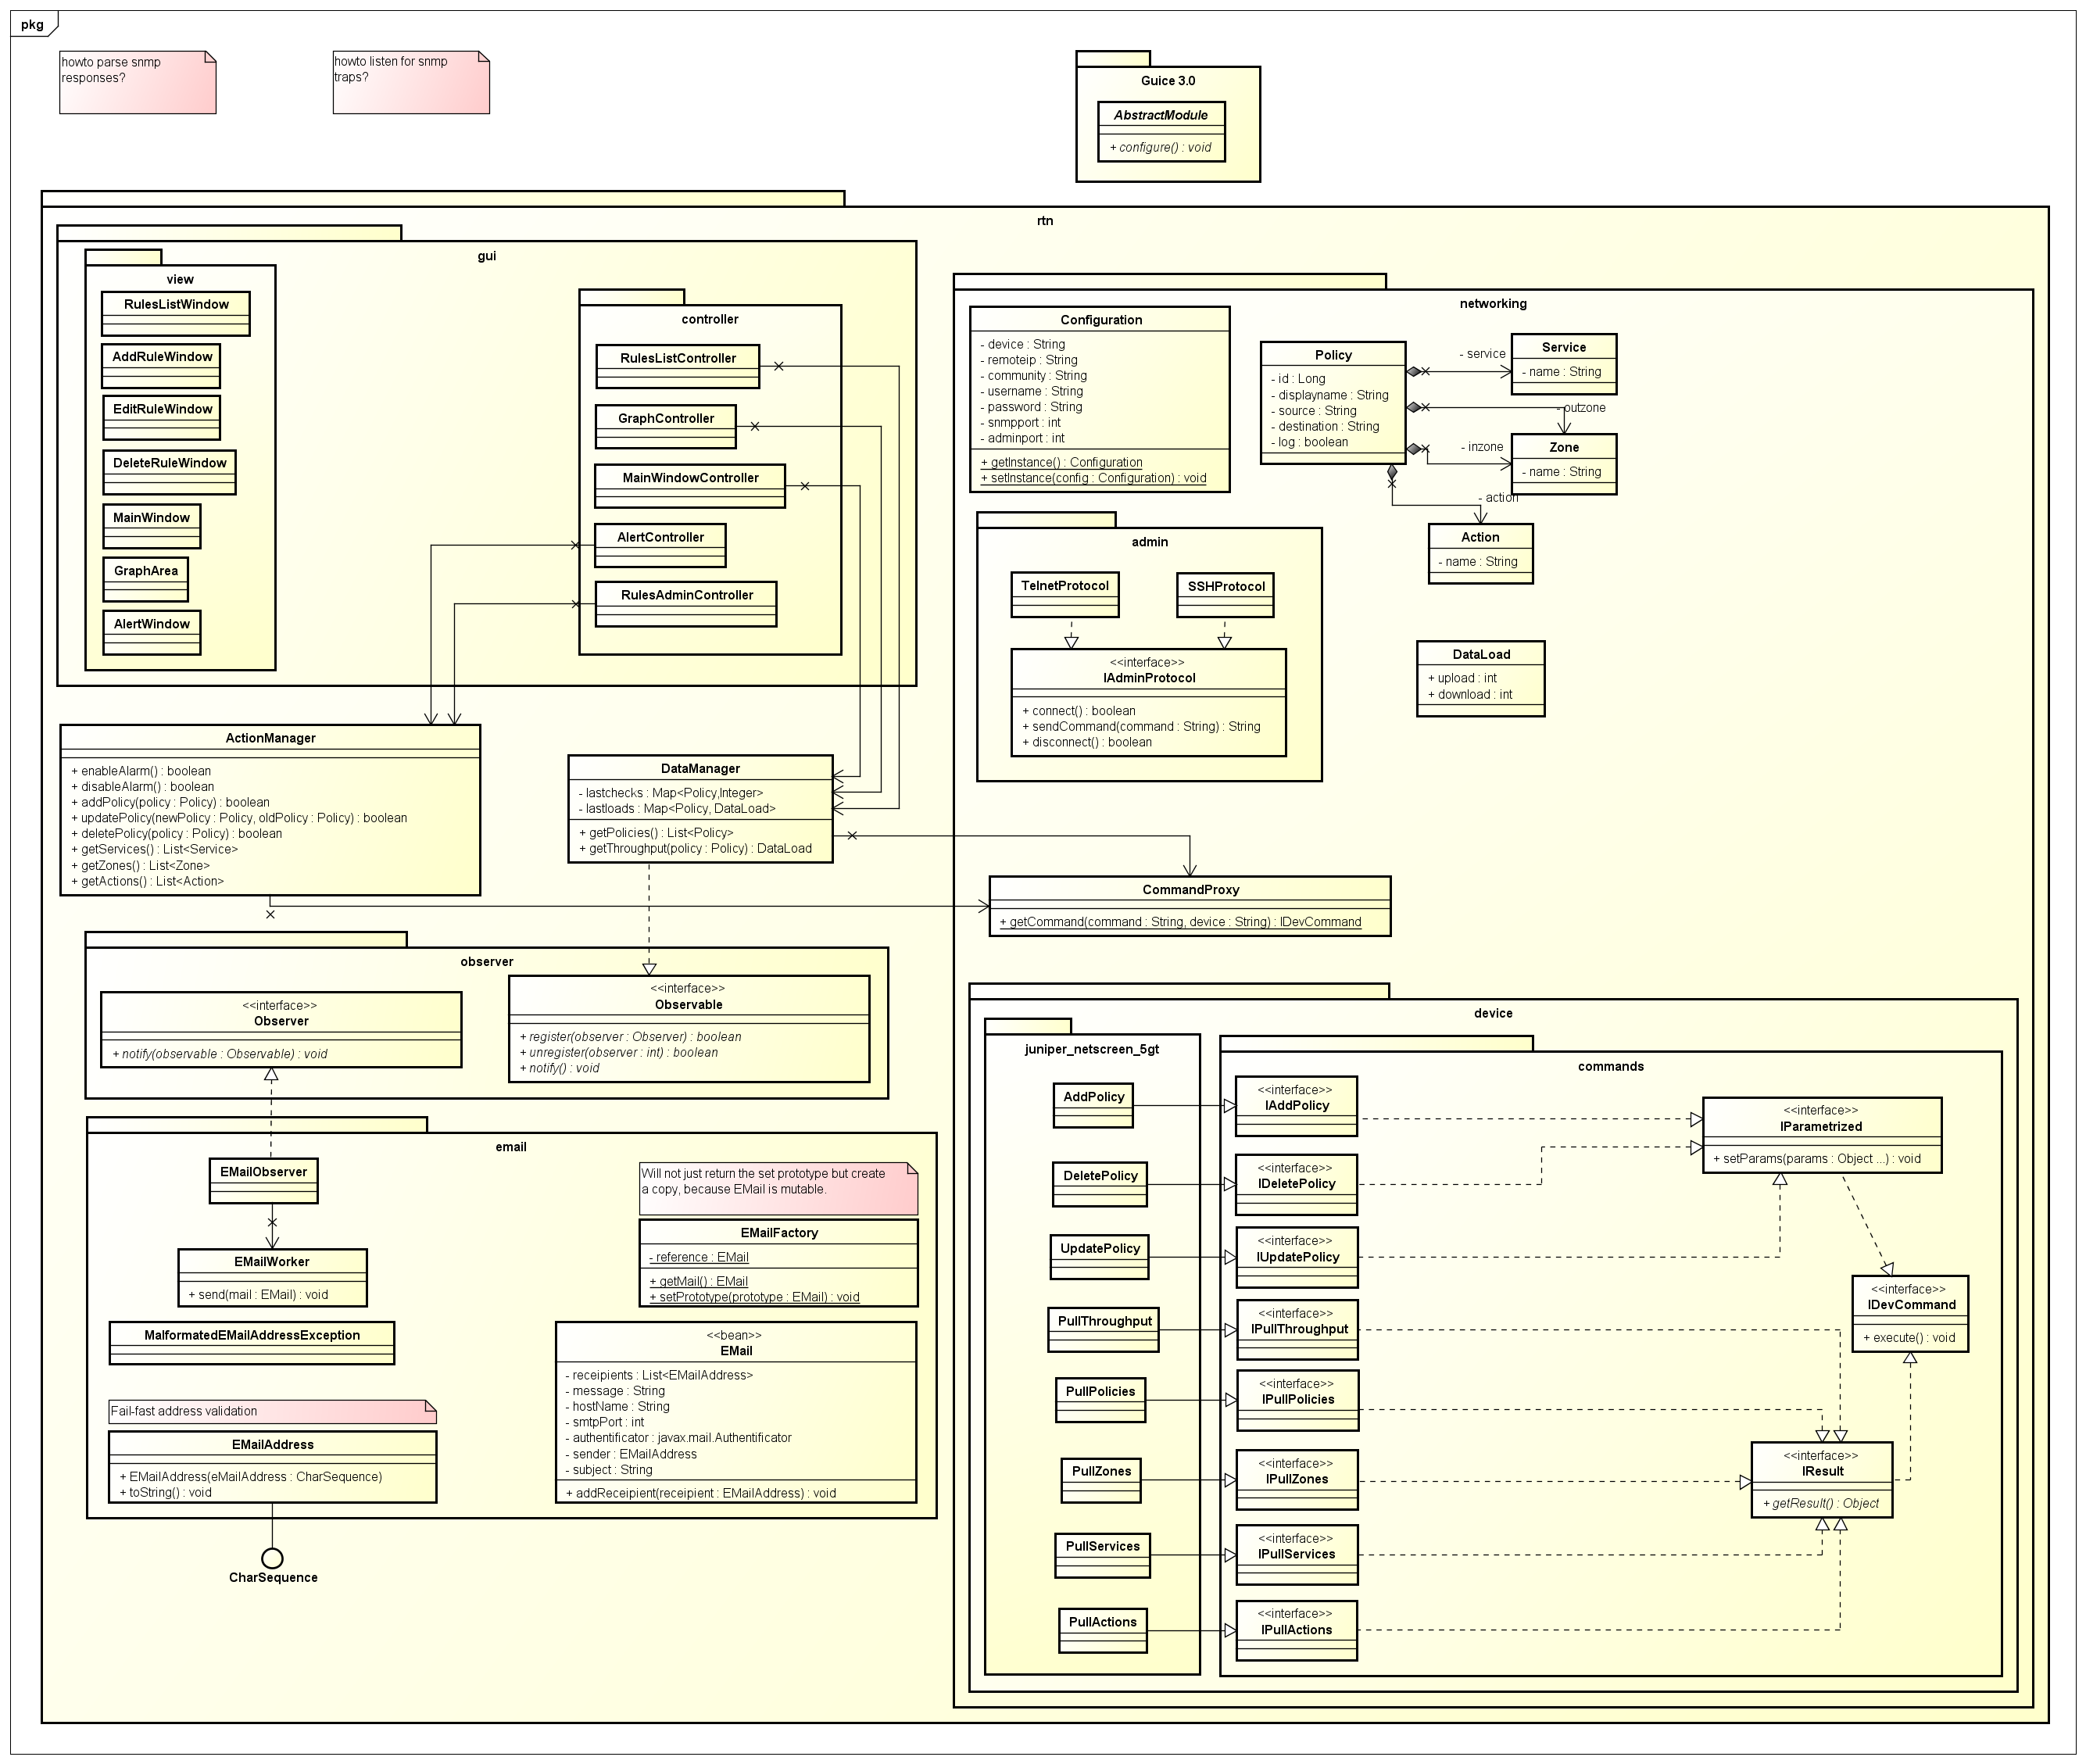 pkg
howto parse snmp
responses?
howto listen for snmp
traps?
Guice 3.0
AbstractModule
+ configure() : void
rtn
gui
view
RulesListWindow
AddRuleWindow
EditRuleWindow
DeleteRuleWindow
MainWindow
GraphArea
AlertWindow
controller
RulesListController
GraphController
MainWindowController
AlertController
RulesAdminController
ActionManager
+ enableAlarm() : boolean
+ disableAlarm() : boolean
+ addPolicy(policy : Policy) : boolean
+ updatePolicy(newPolicy : Policy, oldPolicy : Policy) : boolean
+ deletePolicy(policy : Policy) : boolean
+ getServices() : List<Service>
+ getZones() : List<Zone>
+ getActions() : List<Action>
DataManager
- lastchecks : Map<Policy,Integer>
- lastloads : Map<Policy, DataLoad>
+ getPolicies() : List<Policy>
+ getThroughput(policy : Policy) : DataLoad
observer
<<interface>>
Observer
+ notify(observable : Observable) : void
<<interface>>
Observable
+ register(observer : Observer) : boolean
+ unregister(observer : int) : boolean
+ notify() : void
email
EMailObserver
EMailWorker
+ send(mail : EMail) : void
MalformatedEMailAddressException
Fail-fast address validation
EMailAddress
+ EMailAddress(eMailAddress : CharSequence)
+ toString() : void
CharSequence
Will not just return the set prototype but create
a copy, because EMail is mutable.
EMailFactory
- reference : EMail
+ getMail() : EMail
+ setPrototype(prototype : EMail) : void
<<bean>>
EMail
- receipients : List<EMailAddress>
- message : String
- hostName : String
- smtpPort : int
- authentificator : javax.mail.Authentificator
- sender : EMailAddress
- subject : String
+ addReceipient(receipient : EMailAddress) : void
networking
Configuration
- device : String
- remoteip : String
- community : String
- username : String
- password : String
- snmpport : int
- adminport : int
+ getInstance() : Configuration
+ setInstance(config : Configuration) : void
Policy
- id : Long
- displayname : String
- source : String
- destination : String
- log : boolean
- service
- outzone
- inzone
- action
Service
- name : String
Zone
- name : String
Action
- name : String
admin
TelnetProtocol
SSHProtocol
<<interface>>
IAdminProtocol
+ connect() : boolean
+ sendCommand(command : String) : String
+ disconnect() : boolean
DataLoad
+ upload : int
+ download : int
CommandProxy
+ getCommand(command : String, device : String) : IDevCommand
device
juniper_netscreen_5gt
AddPolicy
DeletePolicy
UpdatePolicy
PullThroughput
PullPolicies
PullZones
PullServices
PullActions
commands
<<interface>>
IAddPolicy
<<interface>>
IDeletePolicy
<<interface>>
IUpdatePolicy
<<interface>>
IPullThroughput
<<interface>>
IPullPolicies
<<interface>>
IPullZones
<<interface>>
IPullServices
<<interface>>
IPullActions
<<interface>>
IParametrized
+ setParams(params : Object ...) : void
<<interface>>
IDevCommand
+ execute() : void
<<interface>>
IResult
+ getResult() : Object